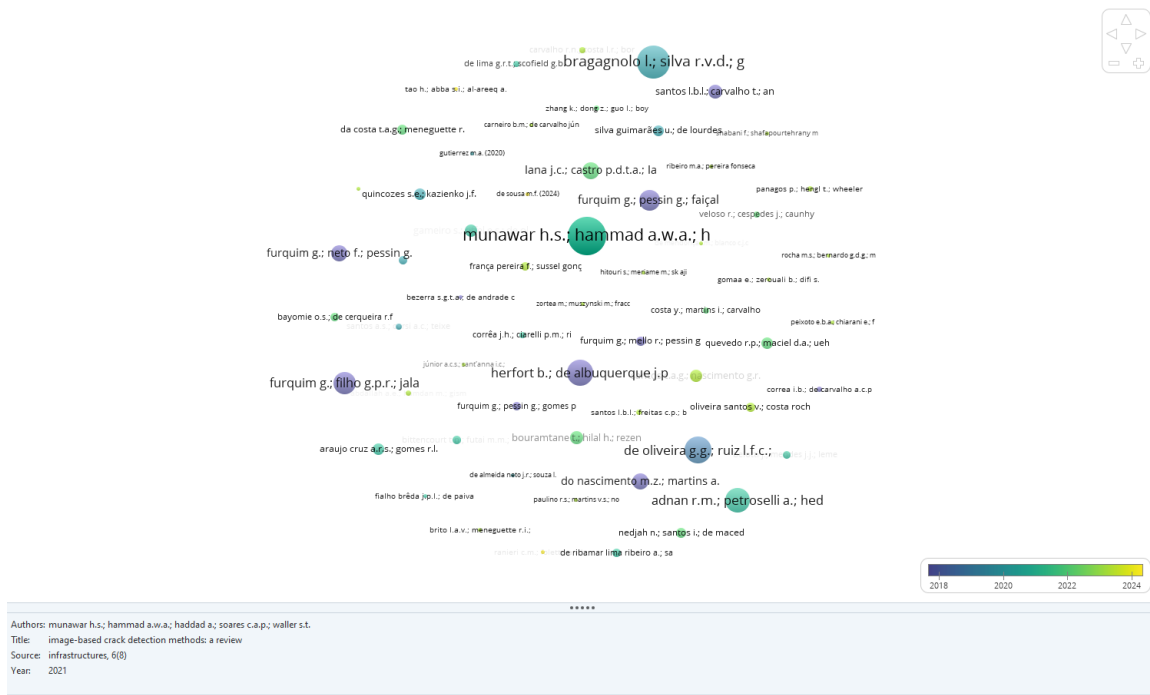 bragagnolo l.; silva r.v.d.; g
de lima g.r.t.; scofield g.b.
tao h.; abba s.i.; al-areeq a.
santos l.b.l.; carvalho t.; an
zhang k.; dong z.; guo l.; boy
carneiro b.m.; de carvalho jún
da costa t.a.g.; meneguette r.
silva guimarães u.; de lourdes
shabani f.; shafapourtehrany m
gutierrez m.a. (2020)
lana j.c.; castro p.d.t.a.; la
ribeiro m.a.; pereira fonseca
quincozes s.e.; kazienko j.f.
de sousa m.f. (2024)
furquim g.; pessin g.; faiçal
panagos p.; hengl t.; wheeler
veloso r.; cespedes j.; caunhy
munawar h.s.; hammad a.w.a.; h
furquim g.; neto f.; pessin g.
rocha m.s.; bernardo g.d.g.; m
frança pereira f.; sussel gonç
hitouri s.; meriame m.; sk aji
gomaa e.; zerouali b.; difi s.
bezerra s.g.t.a.; de andrade c
zortea m.; muszynski m.; fracc
costa y.; martins i.; carvalho
bayomie o.s.; de cerqueira r.f
peixoto e.b.a.; chiarani e.; f
corrêa j.h.; ciarelli p.m.; ri
furquim g.; mello r.; pessin g
quevedo r.p.; maciel d.a.; ueh
júnior a.c.s.; sant'anna i.c.;
herfort b.; de albuquerque j.p
nascimento g.r.
furquim g.; filho g.p.r.; jala
correa i.b.; de carvalho a.c.p
furquim g.; pessin g.; gomes p
santos l.b.l.; freitas c.p.; b
oliveira santos v.; costa roch
bouramtane t.; hilal h.; rezen
araujo cruz a.r.s.; gomes r.l.
de oliveira g.g.; ruiz l.f.c.;
de almeida neto j.r.; souza l.
do nascimento m.z.; martins a.
fialho brêda j.p.l.; de paiva
paulino r.s.; martins v.s.; no
adnan r.m.; petroselli a.; hed
brito l.a.v.; meneguette r.i.;
nedjah n.; santos i.; de maced
de ribamar lima ribeiro a.; sa
2018 2020 2022 2024
Authors: munawar h.s.; hammad a.w.a.; haddad a.; soares c.a.p.; waller s.t.
Title: image-based crack detection methods: a review
Source: infrastructures, 6(8)
Year: 2021